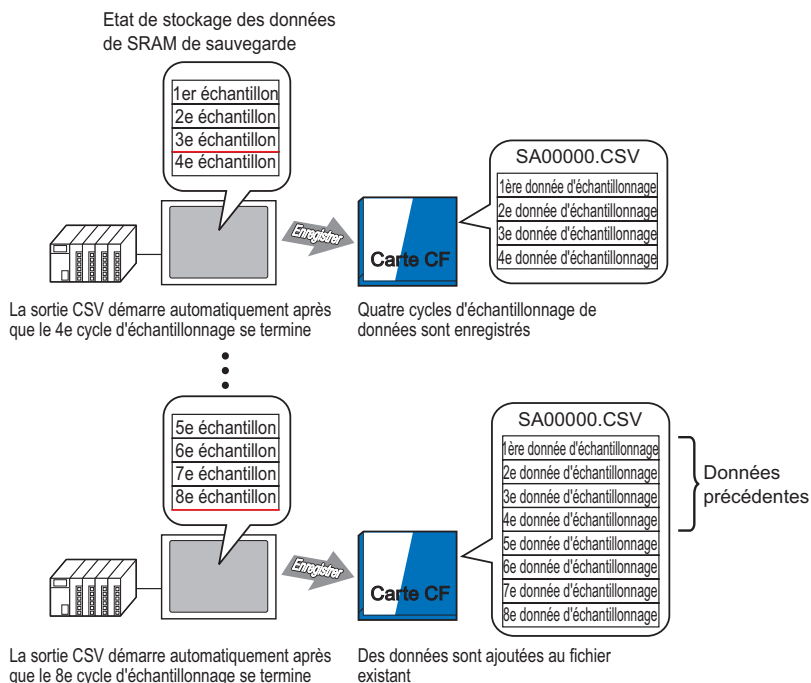 Etat de stockage des données
de SRAM de sauvegarde
1er échantillon
2e échantillon
3e échantillon
4e échantillon
Enregistrer
Carte CF
SA00000.CSV
1ère donnée d'échantillonnage
2e donnée d'échantillonnage
3e donnée d'échantillonnage
4e donnée d'échantillonnage
La sortie CSV démarre automatiquement après
que le 4e cycle d'échantillonnage se termine
Quatre cycles d'échantillonnage de
données sont enregistrés
5e échantillon
6e échantillon
7e échantillon
8e échantillon
Enregistrer
Carte CF
SA00000.CSV
1ère donnée d'échantillonnage
2e donnée d'échantillonnage
3e donnée d'échantillonnage
4e donnée d'échantillonnage
5e donnée d'échantillonnage
6e donnée d'échantillonnage
7e donnée d'échantillonnage
8e donnée d'échantillonnage
Données
précédentes
La sortie CSV démarre automatiquement après
que le 8e cycle d'échantillonnage se termine
Des données sont ajoutées au fichier
existant